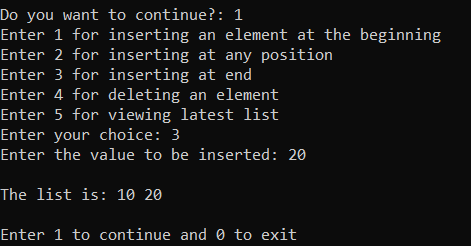 Do you want to continue?: 1
Enter 1 for inserting an element at the beginning
Enter 2 for inserting at any position
Enter 3 for inserting at end
Enter 4 for deleting an element
Enter 5 for viewing latest list
Enter your choice: 3
Enter the value to be inserted: 20
The list is: 10 20
Enter 1 to continue and 0 to exit